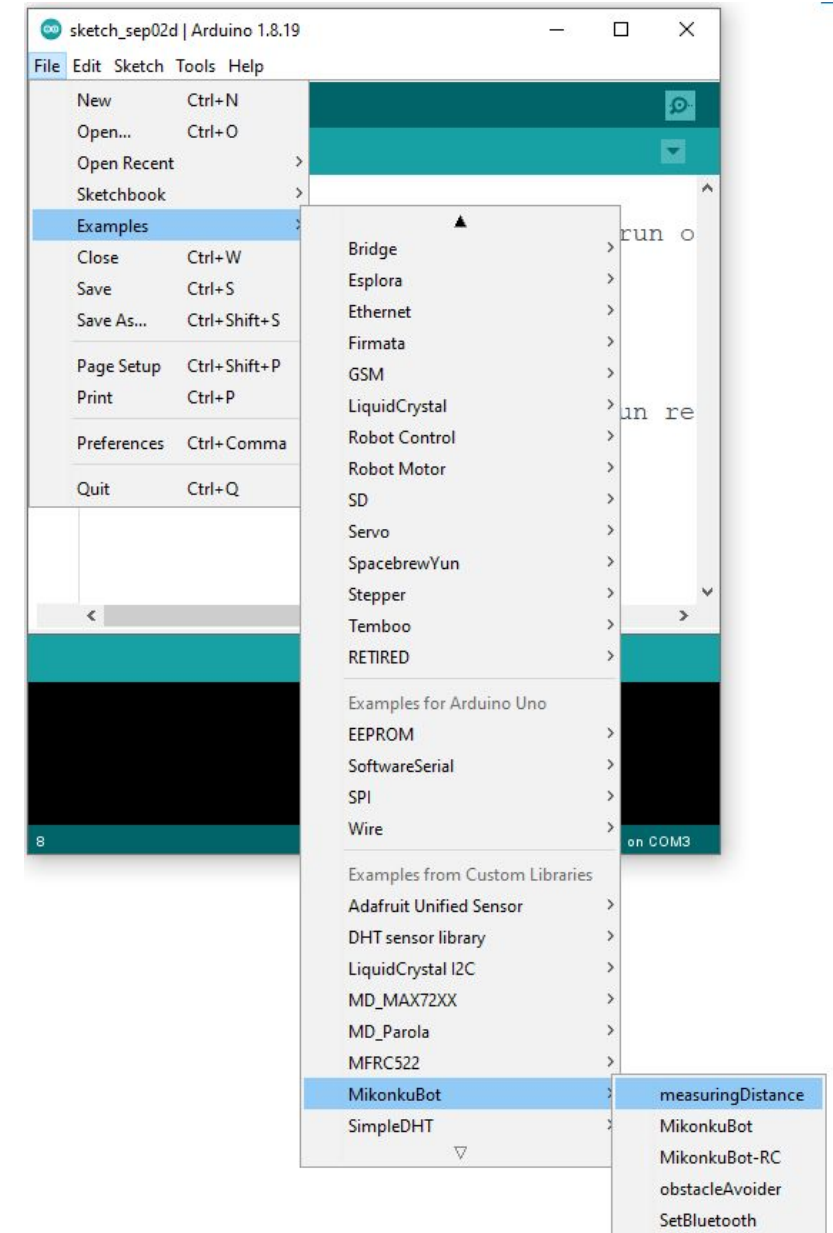 sketch_sep02d | Arduino 1.8.19
File Edit Sketch Tools Help
New Ctrl+N
Open... Ctrl+O
Open Recent
Sketchbook
Examples
Close Ctrl+W
Save Ctrl+S
Save As... Ctrl+Shift+S
Page Setup Ctrl+Shift+P
Print Ctrl+P
Preferences Ctrl+Comma
Quit Ctrl+Q
run o
un re
Bridge
Esplora
Ethernet
Firmata
GSM
LiquidCrystal
Robot Control
Robot Motor
SD
Servo
SpacebrewYun
Stepper
Temboo
RETIRED
Examples for Arduino Uno
EEPROM
SoftwareSerial
SPI
Wire
8
on COM3
Examples from Custom Libraries
Adafruit Unified Sensor
DHT sensor library
LiquidCrystal I2C
MD_MAX72XX
MD_Parola
MFRC522
MikonkuBot
SimpleDHT
measuringDistance
MikonkuBot
MikonkuBot-RC
obstacleAvoider
SetBluetooth